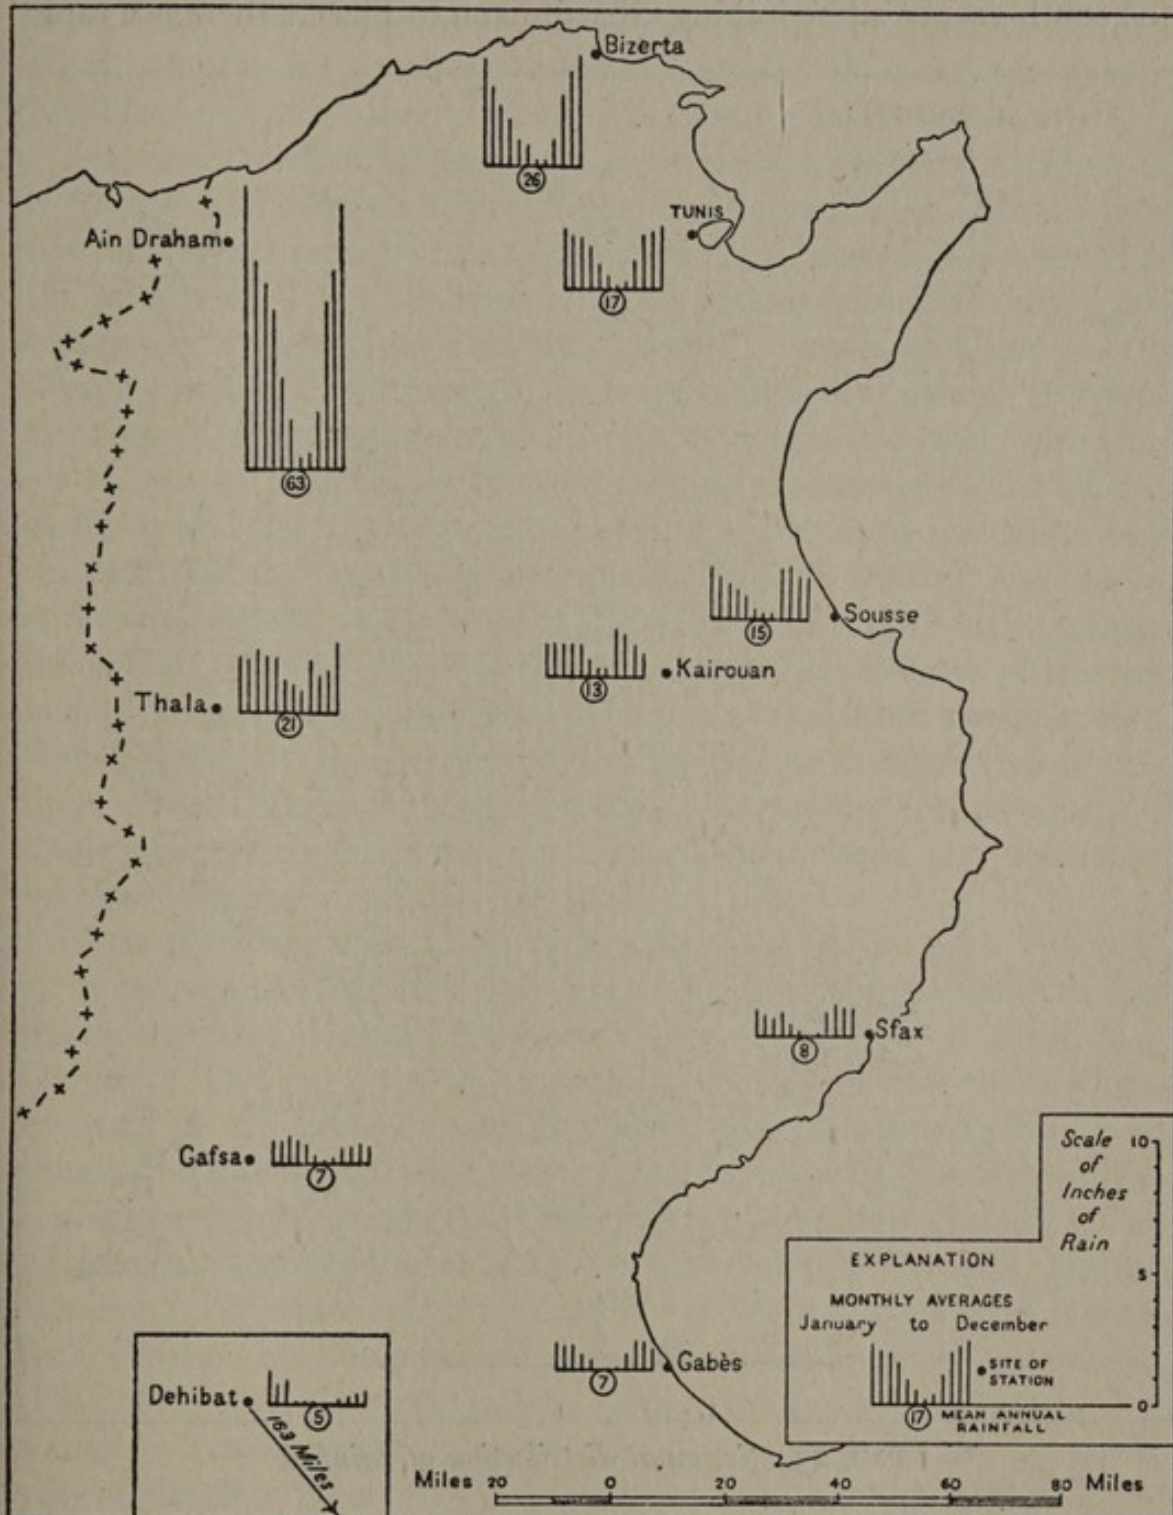 Bizerta
26
TUNIS
Ain Draham
17
63
Sousse
15
Kairouan
13
Thala
21
Sfax
8
Gafsa
7
Scale 10
of
Inches
of
Rain
5
0
EXPLANATION
MONTHLY AVERAGES
January to December
SITE OF
STATION
17 MEAN ANNUAL
RAINFALL
Gabès
7
Dehibat
5
163 Miles
Miles 20 0 20 40 60 80 Miles